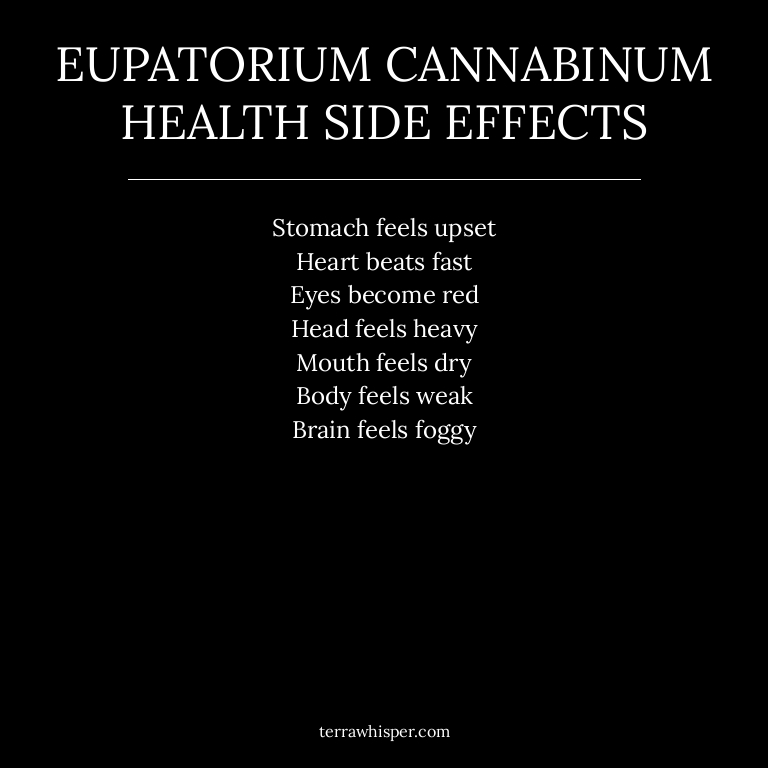 EUPATORIUM CANNABINUM
HEALTH SIDE EFFECTS
Stomach feels upset
Heart beats fast
Eyes become red
Head feels heavy
Mouth feels dry
Body feels weak
Brain feels foggy
terrawhisper.com